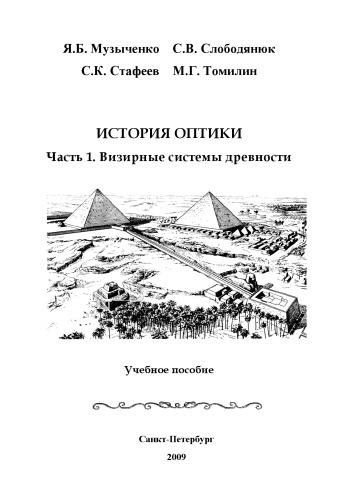 Я.Б. Музыченко С.В. Слободянюк
С.К. Стафеев М.Г. Томилин
ИСТОРИЯ ОПТИКИ
Часть 1. Визирные системы древности
Учебное пособие
Санкт-Петербург
2009